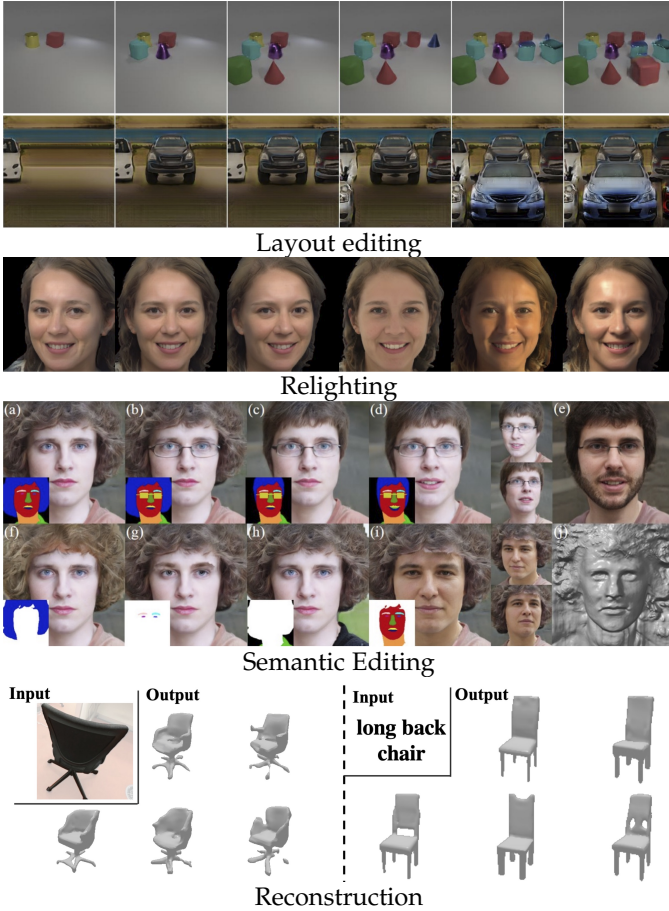 Layout editing
Relighting
(a) (b) (c) (d) (e)
(f) (g) (h) (i) (j)
Semantic Editing
Input Output Input Output
long back
chair
Reconstruction